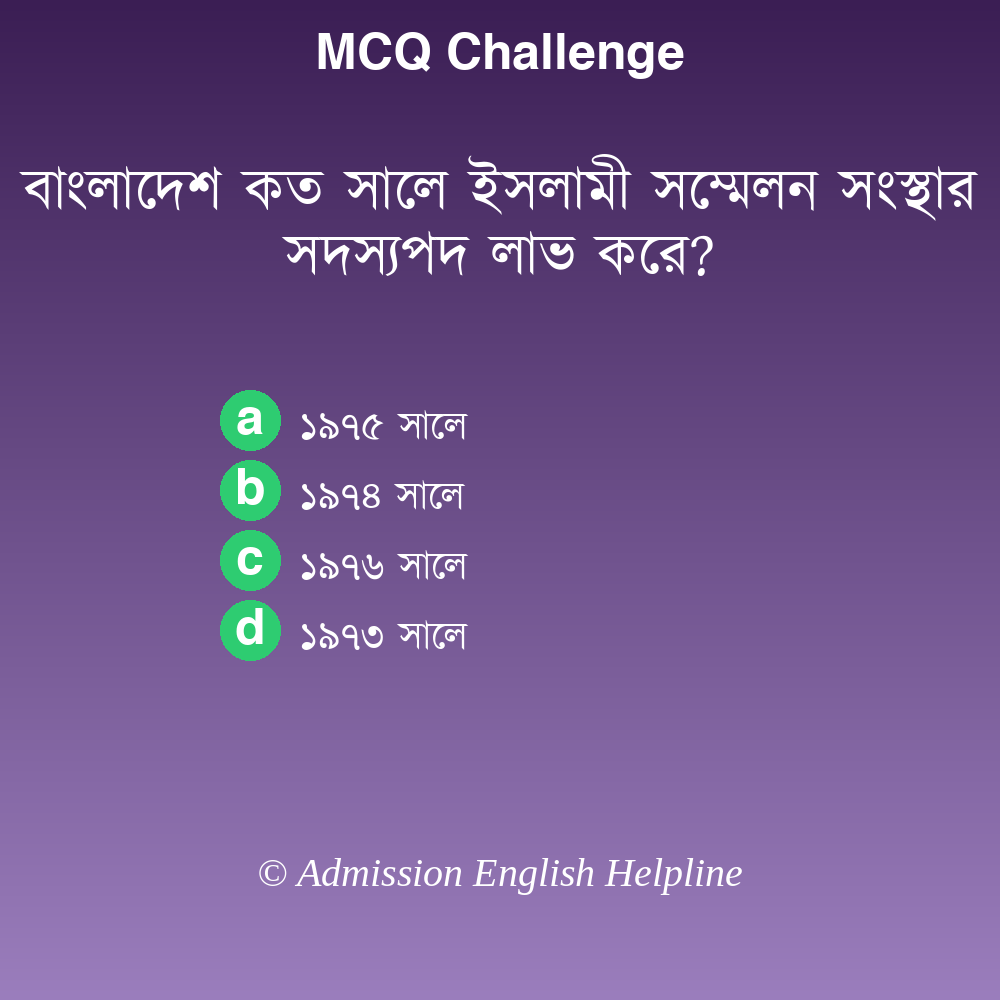 MCQ Challenge
বাংলাদেশ কত সালে ইসলামী সম্মেলন সংস্থার
সদস্যপদ লাভ করে?
a ১৯৭৫ সালে
b ১৯৭৪ সালে
c ১৯৭৬ সালে
d ১৯৭৩ সালে
© Admission English Helpline